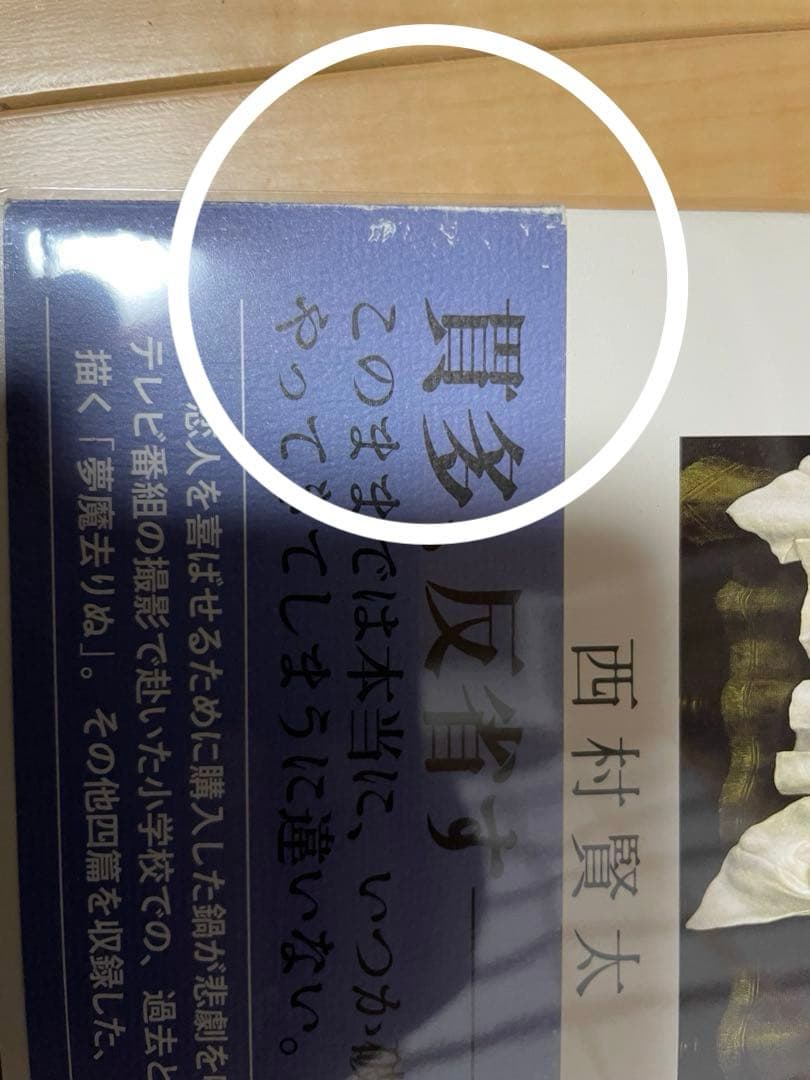 西村賢太
貫多、反省す
このままでは本当に、いつか
やってきてしまうに違いない。
恋人を喜ばせるために購入した鍋が悲劇を
テレビ番組の撮影で赴いた小学校での、過去と
描く「夢魔去りぬ」。その他四篇を収録した、